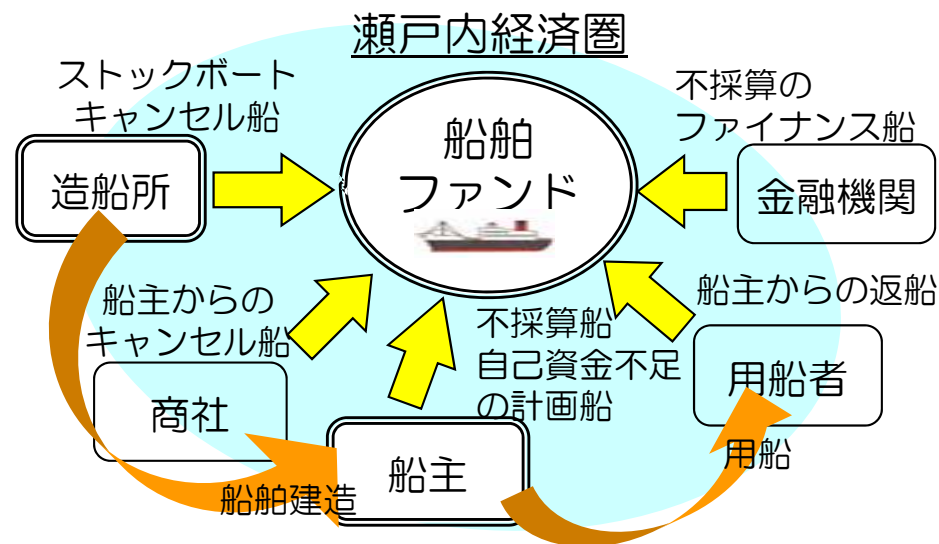 瀬戸内経済圏
ストックボート
キャンセル船
不採算の
ファイナンス船
船舶
ファンド
造船所
金融機関
船主からの
キャンセル船
船主からの返船
不採算船
自己資金不足
の計画船
商社
用船者
船主
用船
船舶建造